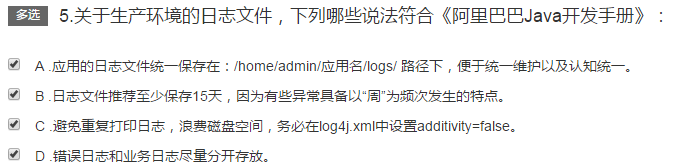 多选 5.关于生产环境的日志文件，下列哪些说法符合《阿里巴巴Java开发手册》：
A .应用的日志文件统一保存在：/home/admin/应用名/logs/ 路径下，便于统一维护以及认知统一。
B .日志文件推荐至少保存15天，因为有些异常具备以“周”为频次发生的特点。
C .避免重复打印日志，浪费磁盘空间，务必在log4j.xml中设置additivity=false。
D .错误日志和业务日志尽量分开存放。